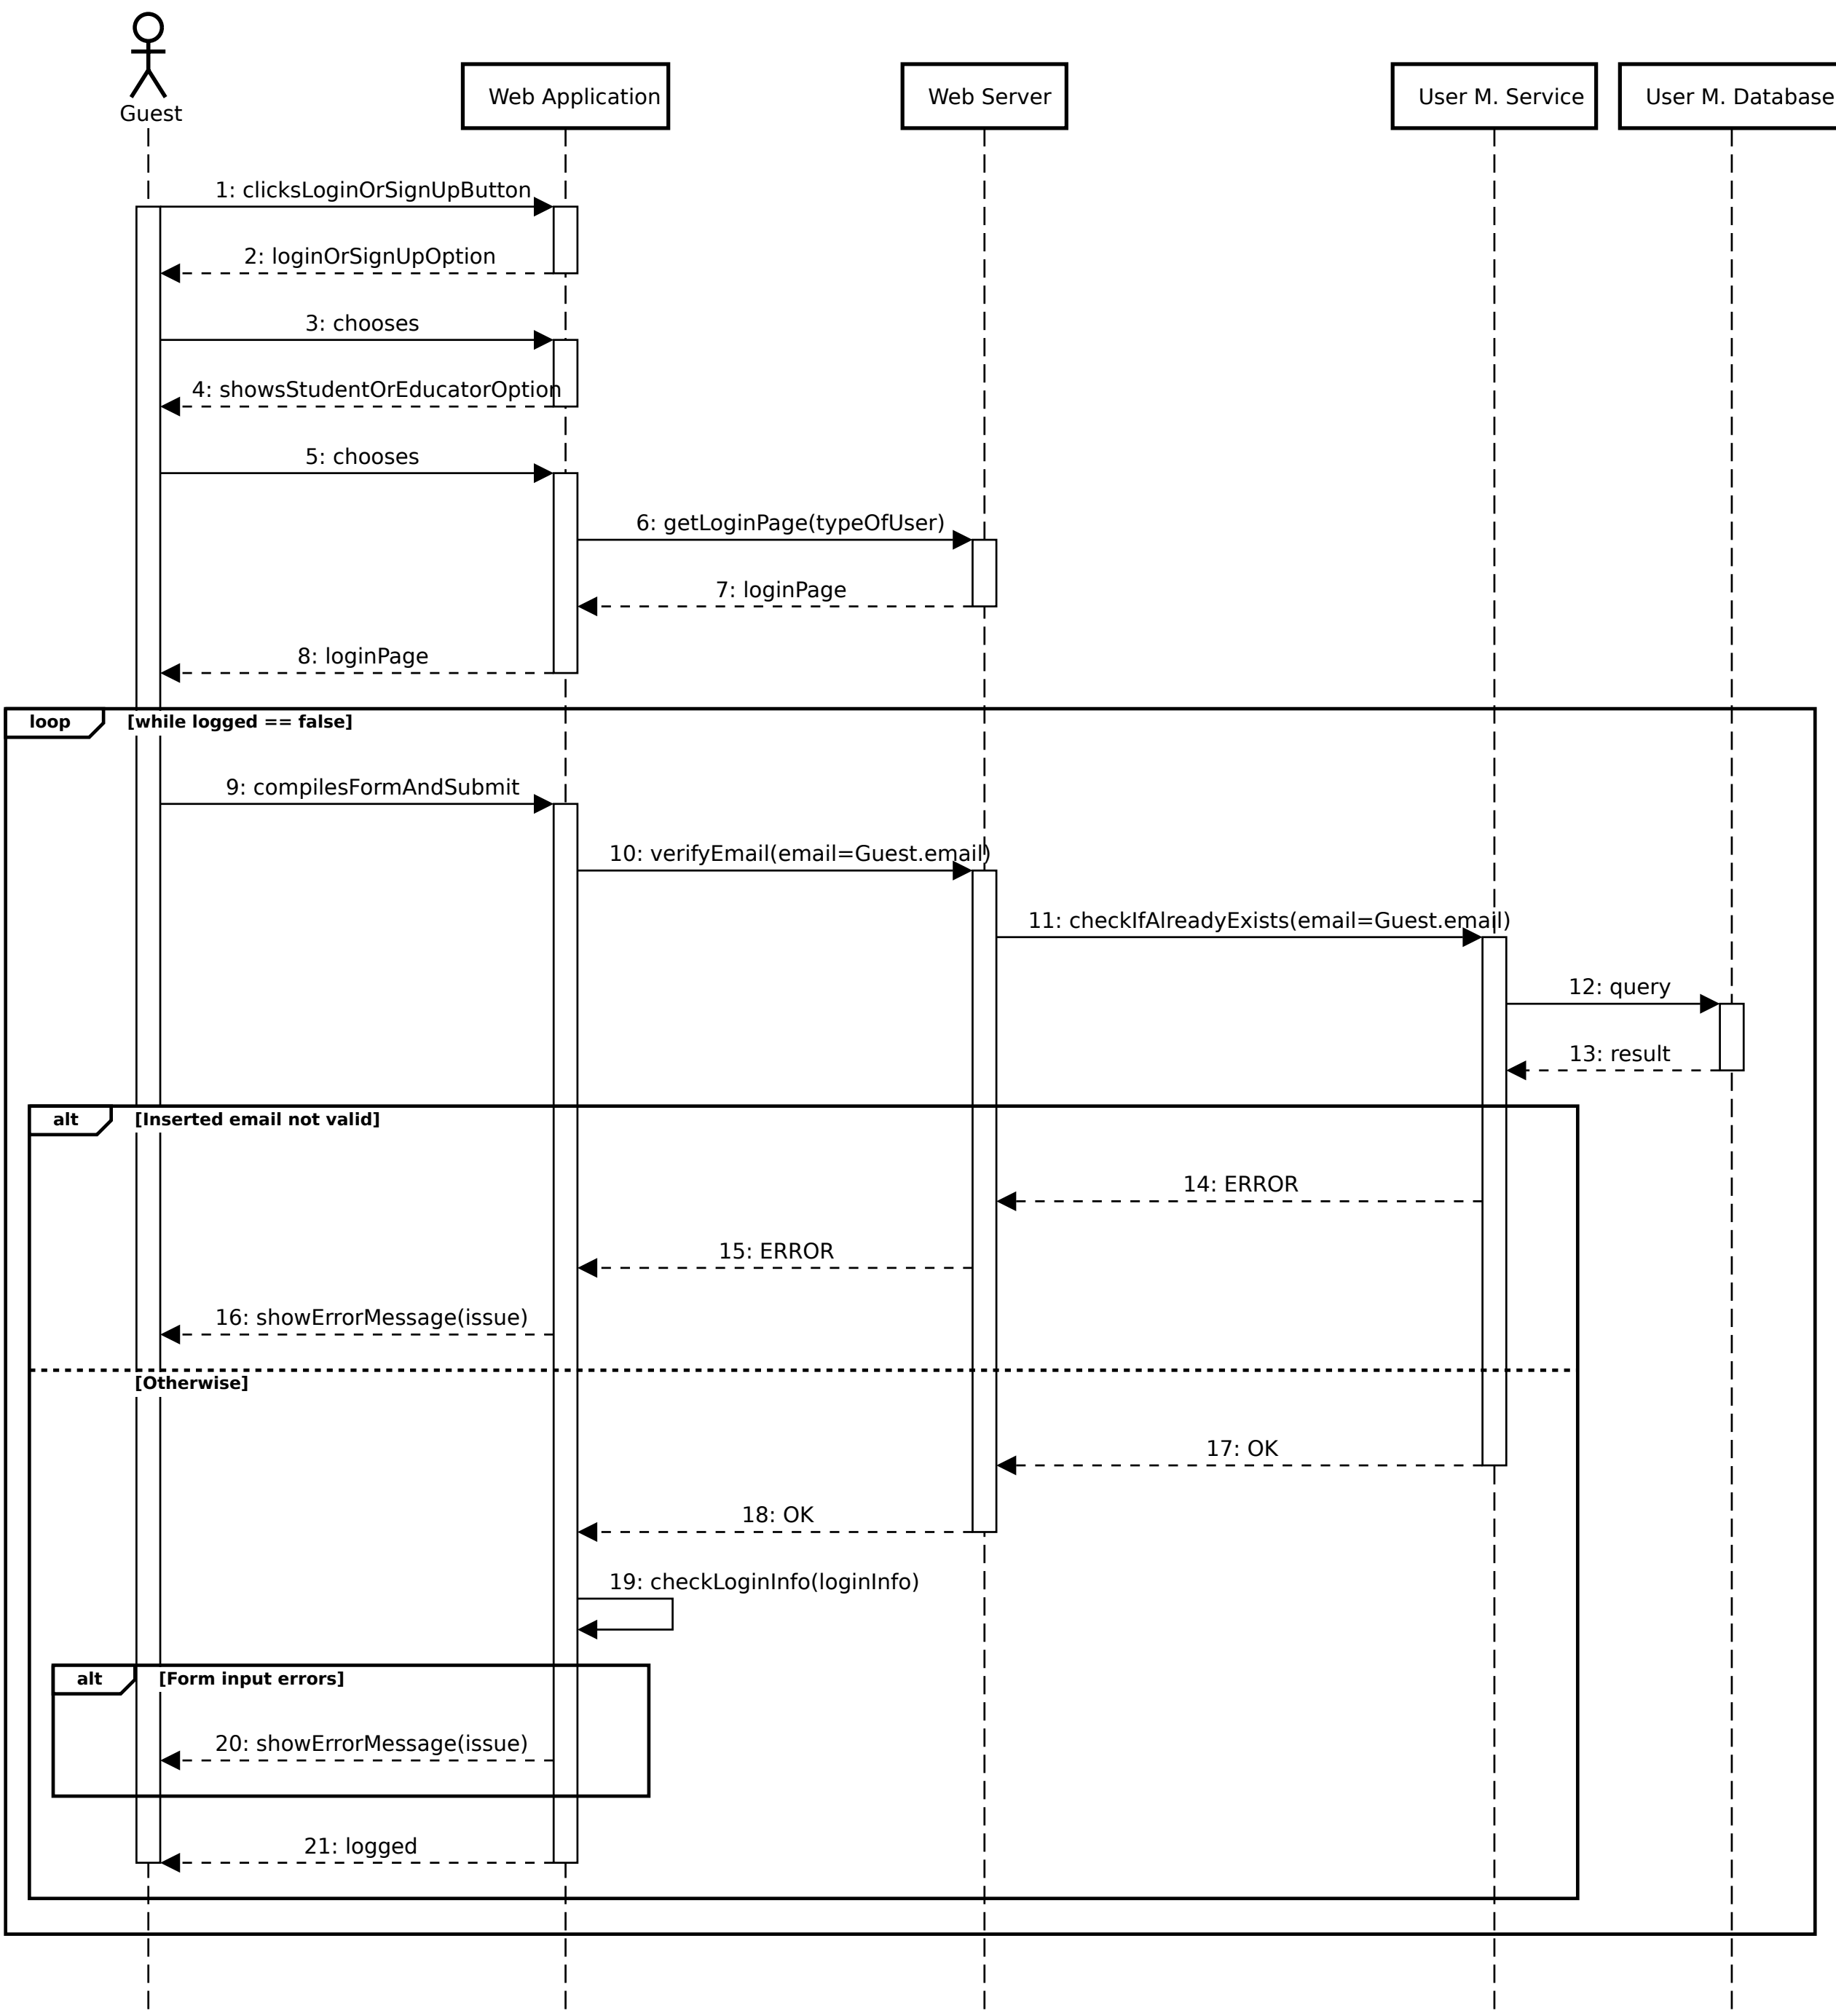 Guest
Web Application
Web Server
User M. Service
User M. Database
1: clicksLoginOrSignUpButton
2: loginOrSignUpOption
3: chooses
4: showsStudentOrEducatorOption
5: chooses
6: getLoginPage(typeOfUser)
7: loginPage
8: loginPage
loop [while logged == false]
9: compilesFormAndSubmit
10: verifyEmail(email=Guest.email)
11: checkIfAlreadyExists(email=Guest.email)
12: query
13: result
alt [Inserted email not valid]
14: ERROR
15: ERROR
16: showErrorMessage(issue)
[Otherwise]
17: OK
18: OK
19: checkLoginInfo(loginInfo)
alt [Form input errors]
20: showErrorMessage(issue)
21: logged